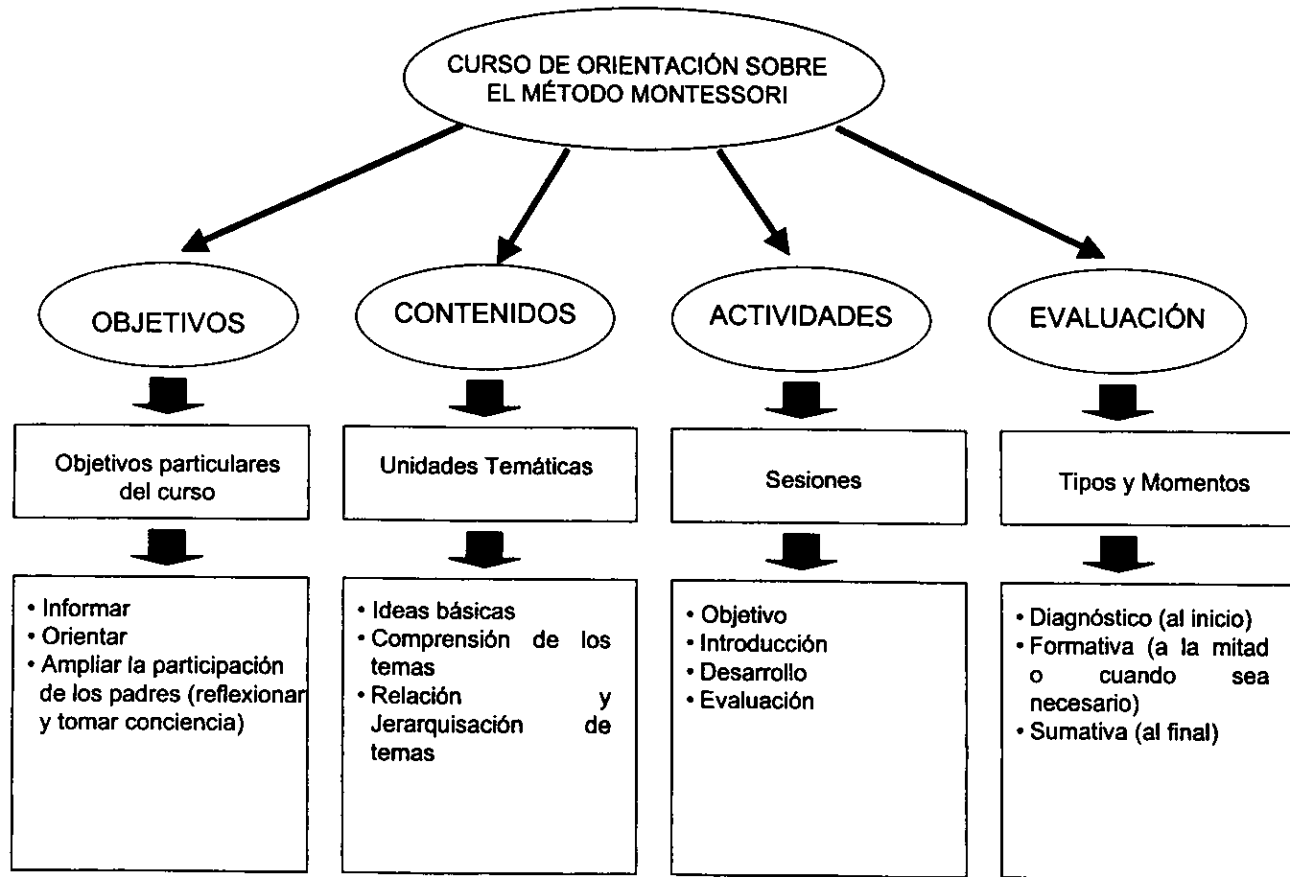 CURSO DE ORIENTACIÓN SOBRE
EL MÉTODO MONTESSORI
OBJETIVOS
CONTENIDOS
ACTIVIDADES
EVALUACIÓN
Objetivos particulares
del curso
Unidades Temáticas
Sesiones
Tipos y Momentos
• Informar
• Orientar
• Ampliar la participación
de los padres (reflexionar
y tomar conciencia)
• Ideas básicas
• Comprensión de los
temas
• Relación y
Jerarquisación de
temas
• Objetivo
• Introducción
• Desarrollo
• Evaluación
• Diagnóstico (al inicio)
• Formativa (a la mitad
o cuando sea
necesario)
• Sumativa (al final)